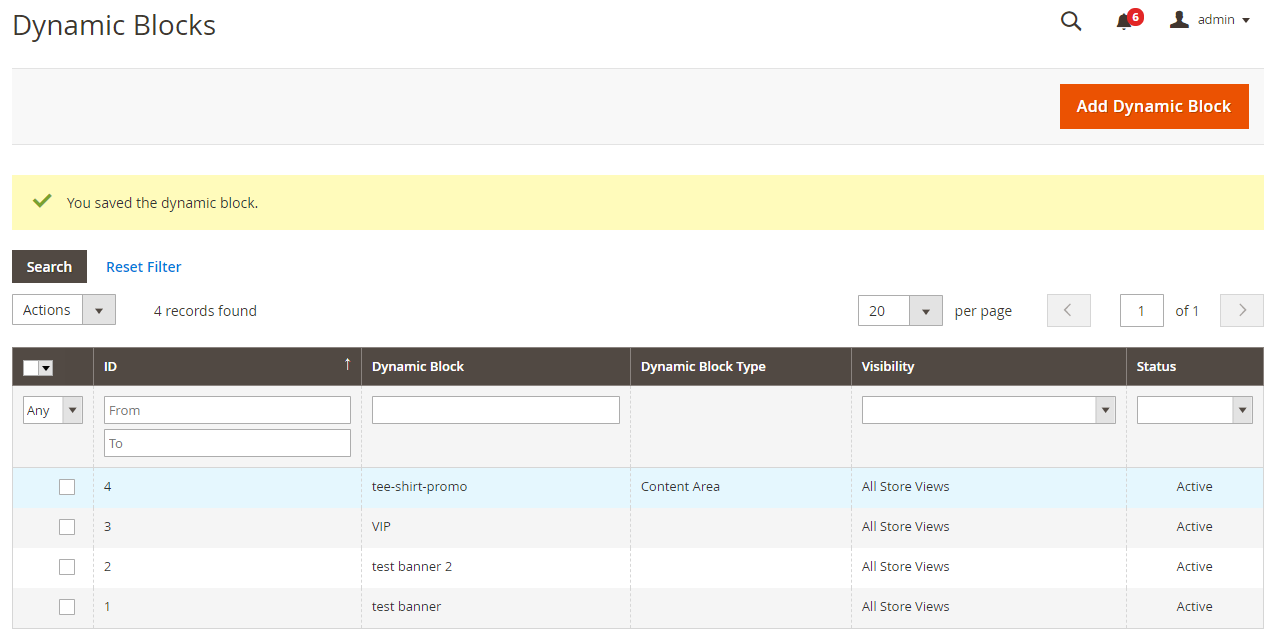 Dynamic Blocks
6
admin
Add Dynamic Block
You saved the dynamic block.
Search Reset Filter
Actions 4 records found 20 per page 1 of 1
ID Dynamic Block Dynamic Block Type Visibility Status
Any From
To
4 tee-shirt-promo Content Area All Store Views Active
3 VIP All Store Views Active
2 test banner 2 All Store Views Active
1 test banner All Store Views Active